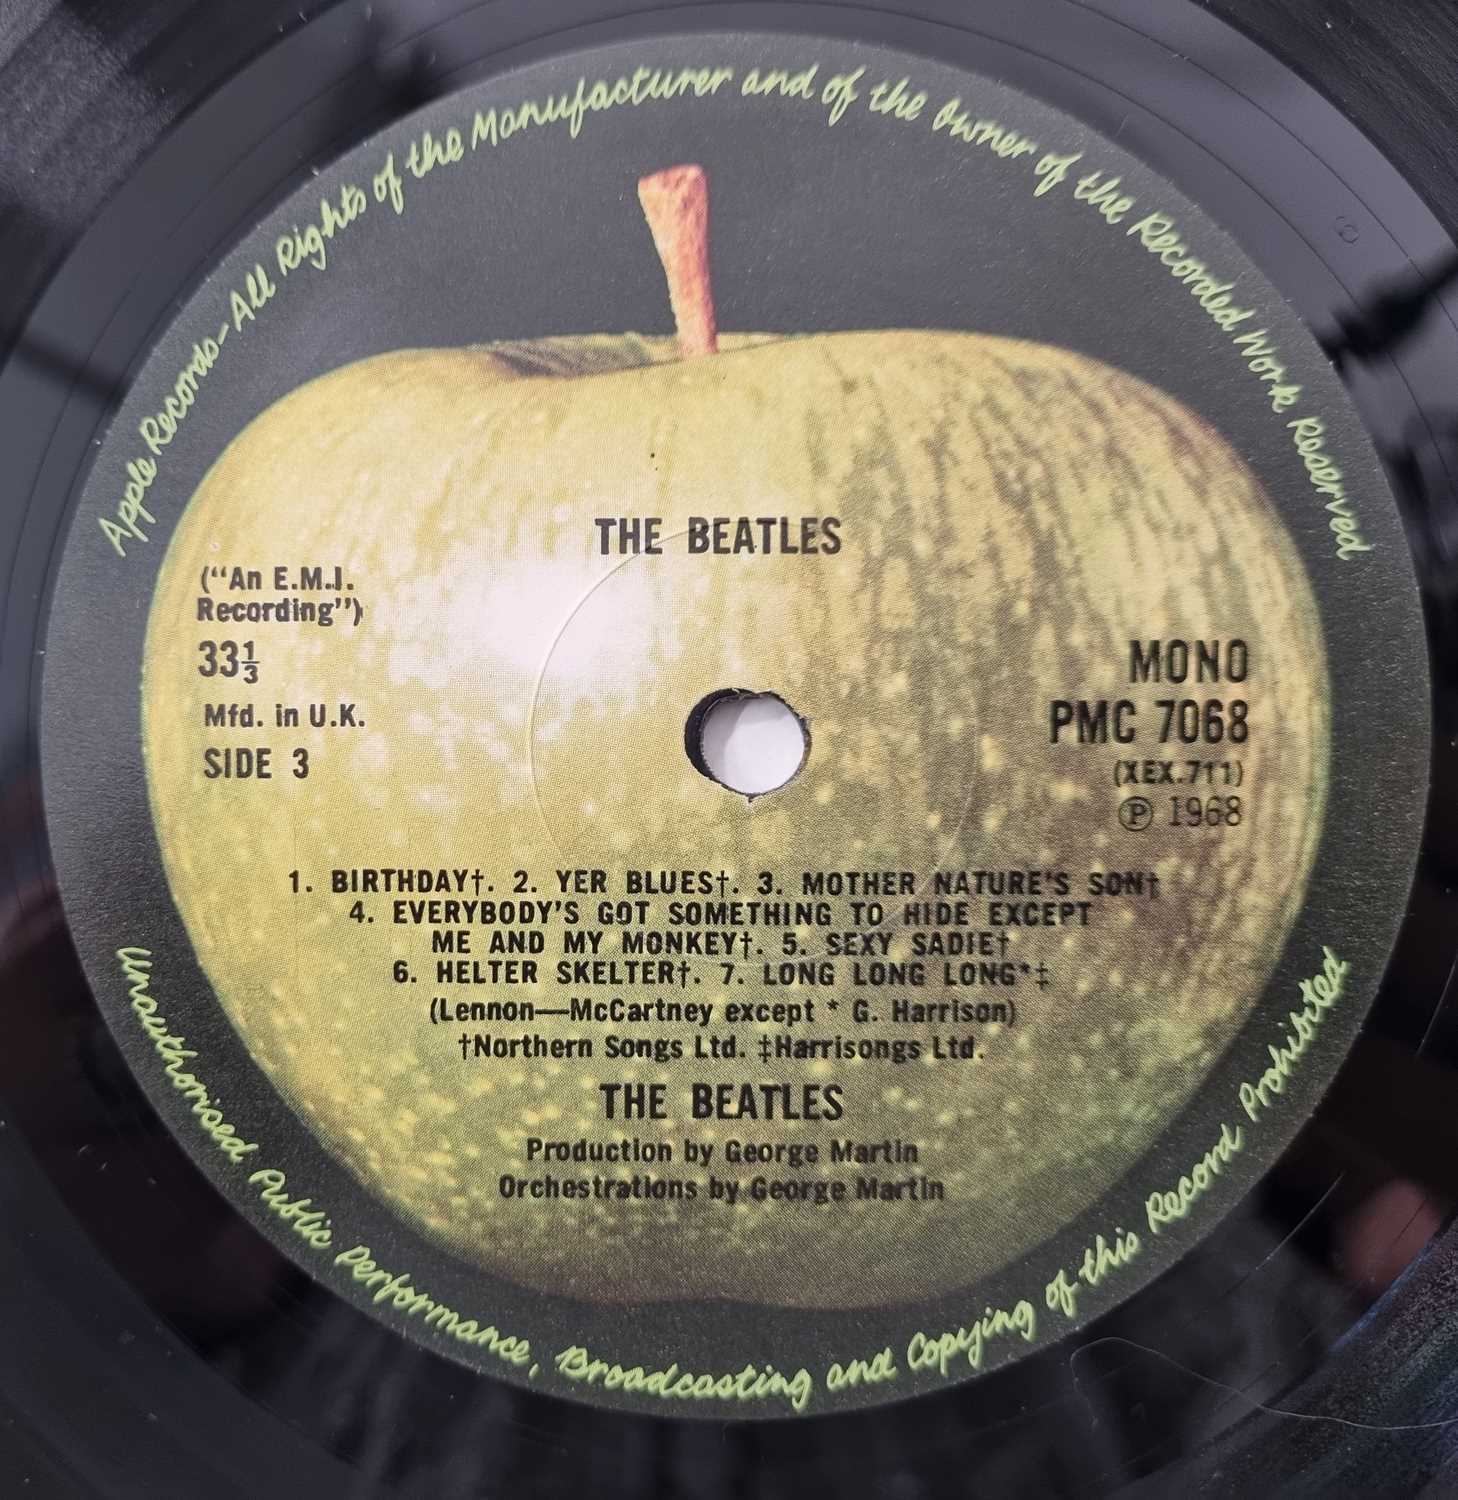 Apple Records-All Rights of the Manufacturer and of the Owner of the Recorded Work Reserved
THE BEATLES
("An E.M.I.
Recording")
33⅓
Mfd. in U.K.
SIDE 3
MONO
PMC 7068
(XEX.711)
℗ 1968
1. BIRTHDAY†. 2. YER BLUES†. 3. MOTHER NATURE'S SON†
4. EVERYBODY'S GOT SOMETHING TO HIDE EXCEPT
ME AND MY MONKEY†. 5. SEXY SADIE†
6. HELTER SKELTER†. 7. LONG LONG LONG*‡
(Lennon—McCartney except * G. Harrison)
†Northern Songs Ltd. ‡Harrisongs Ltd.
THE BEATLES
Production by George Martin
Orchestrations by George Martin
Unauthorised Public Performance, Broadcasting and Copying of this Record Prohibited